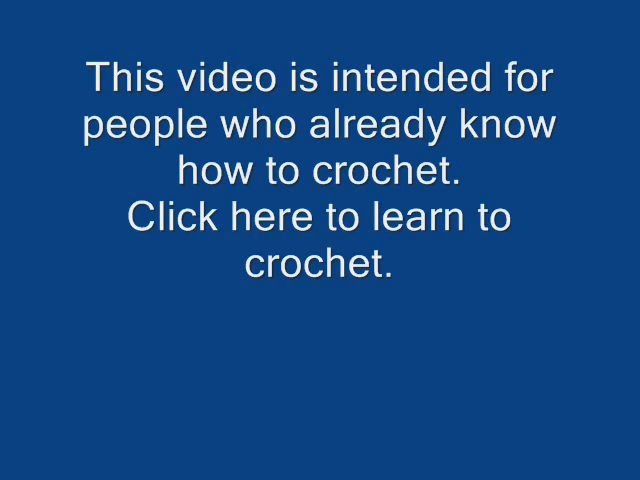 This video is intended for
people who already know
how to crochet.
Click here to learn to
crochet.